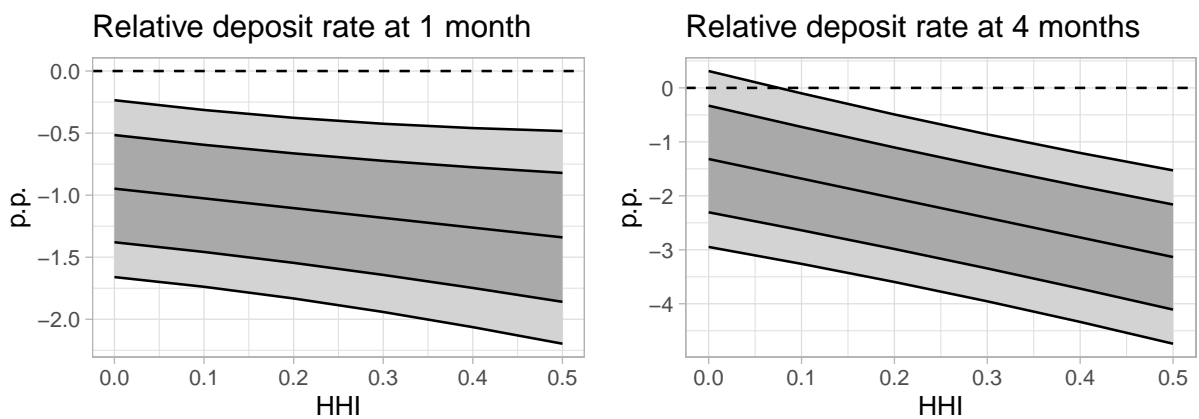 Relative deposit rate at 1 month
0.0
−0.5
−1.0
−1.5
−2.0
p.p.
0.0 0.1 0.2 0.3 0.4 0.5
HHI
Relative deposit rate at 4 months
0
−1
−2
−3
−4
p.p.
0.0 0.1 0.2 0.3 0.4 0.5
HHI